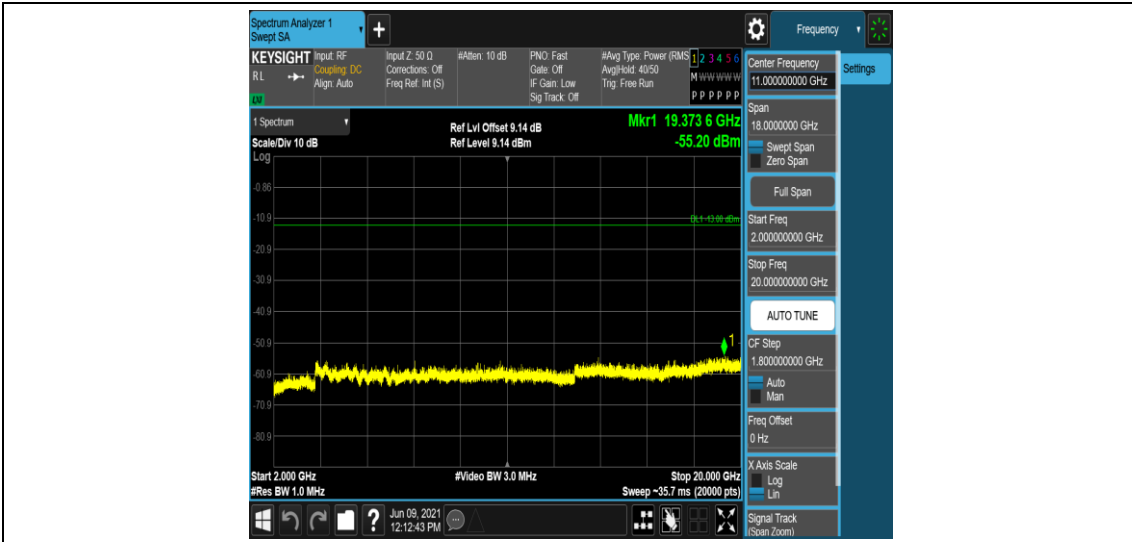 Spectrum Analyzer 1
Swept SA
+
Frequency
KEYSIGHT
RL
LXI
Input: RF
Coupling: DC
Align: Auto
Input Z: 50 Ω
Corrections: Off
Freq Ref: Int (S)
#Atten: 10 dB
PNO: Fast
Gate: Off
IF Gain: Low
Sig Track: Off
#Avg Type: Power (RMS
Avg|Hold: 40/50
Trig: Free Run
1 2 3 4 5 6
M W W W W W
P P P P P P
1 Spectrum
Scale/Div 10 dB
Log
Ref Lvl Offset 9.14 dB
Ref Level 9.14 dBm
Mkr1 19.373 6 GHz
-55.20 dBm
-0.86
-10.9
DL1 -13.00 dBm
-20.9
-30.9
-40.9
-50.9
1
-60.9
-70.9
-80.9
Start 2.000 GHz
#Res BW 1.0 MHz
#Video BW 3.0 MHz
Stop 20.000 GHz
Sweep ~35.7 ms (20000 pts)
?
Jun 09, 2021
12:12:43 PM
Center Frequency
11.000000000 GHz
Settings
Span
18.0000000 GHz
Swept Span
Zero Span
Full Span
Start Freq
2.000000000 GHz
Stop Freq
20.000000000 GHz
AUTO TUNE
CF Step
1.800000000 GHz
Auto
Man
Freq Offset
0 Hz
X Axis Scale
Log
Lin
Signal Track
(Span Zoom)